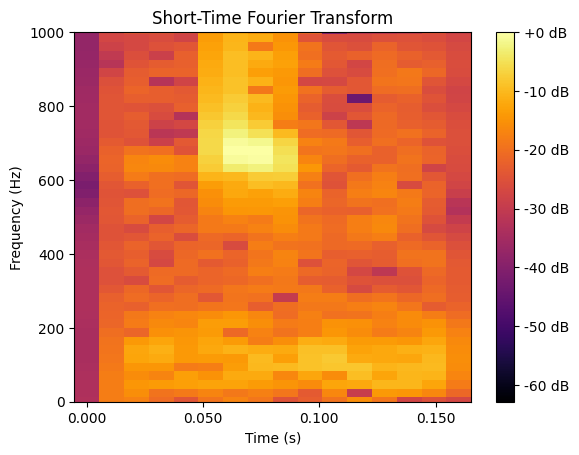 Short-Time Fourier Transform
Frequency (Hz)
1000
800
600
400
200
0
0.000
0.050
0.100
0.150
Time (s)
+0 dB
-10 dB
-20 dB
-30 dB
-40 dB
-50 dB
-60 dB